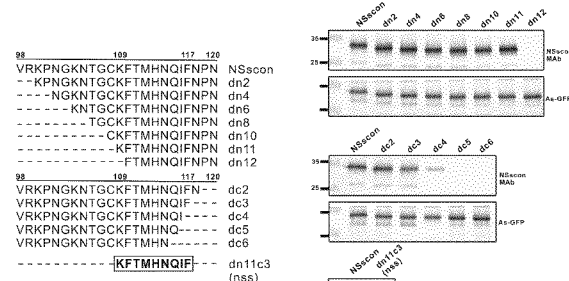 98 109 117 120
VRKPNGKNTGCKFTMHNQIFNPN NSscon
--KPNGKNTGCKFTMHNQIFNPN dn2
----NGKNTGCKFTMHNQIFNPN dn4
------KNTGCKFTMHNQIFNPN dn6
--------TGCKFTMHNQIFNPN dn8
----------CKFTMHNQIFNPN dn10
-----------KFTMHNQIFNPN dn11
------------FTMHNQIFNPN dn12
98 109 117 120
VRKPNGKNTGCKFTMHNQIFN-- dc2
VRKPNGKNTGCKFTMHNQIF--- dc3
VRKPNGKNTGCKFTMHNQI---- dc4
VRKPNGKNTGCKFTMHNQ----- dc5
VRKPNGKNTGCKFTMHN------ dc6
-----------KFTMHNQIF--- dn11c3
(nss)
NSscon dn2 dn4 dn6 dn8 dn10 dn11 dn12
35
25
NSscon
MAb
As-GFP
NSscon dc2 dc3 dc4 dc5 dc6
35
25
NSscon
MAb
As-GFP
NSscon dn11c3
(nss)